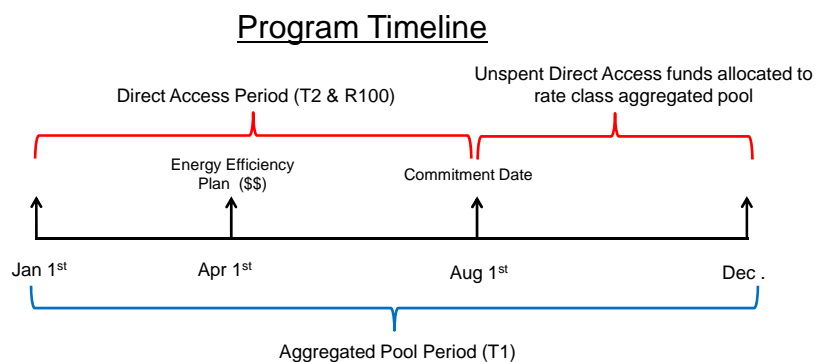 Program Timeline
Unspent Direct Access funds allocated to
rate class aggregated pool
Direct Access Period (T2 & R100)
Energy Efficiency
Plan ($$)
Commitment Date
Jan 1st
Apr 1st
Aug 1st
Dec .
Aggregated Pool Period (T1)